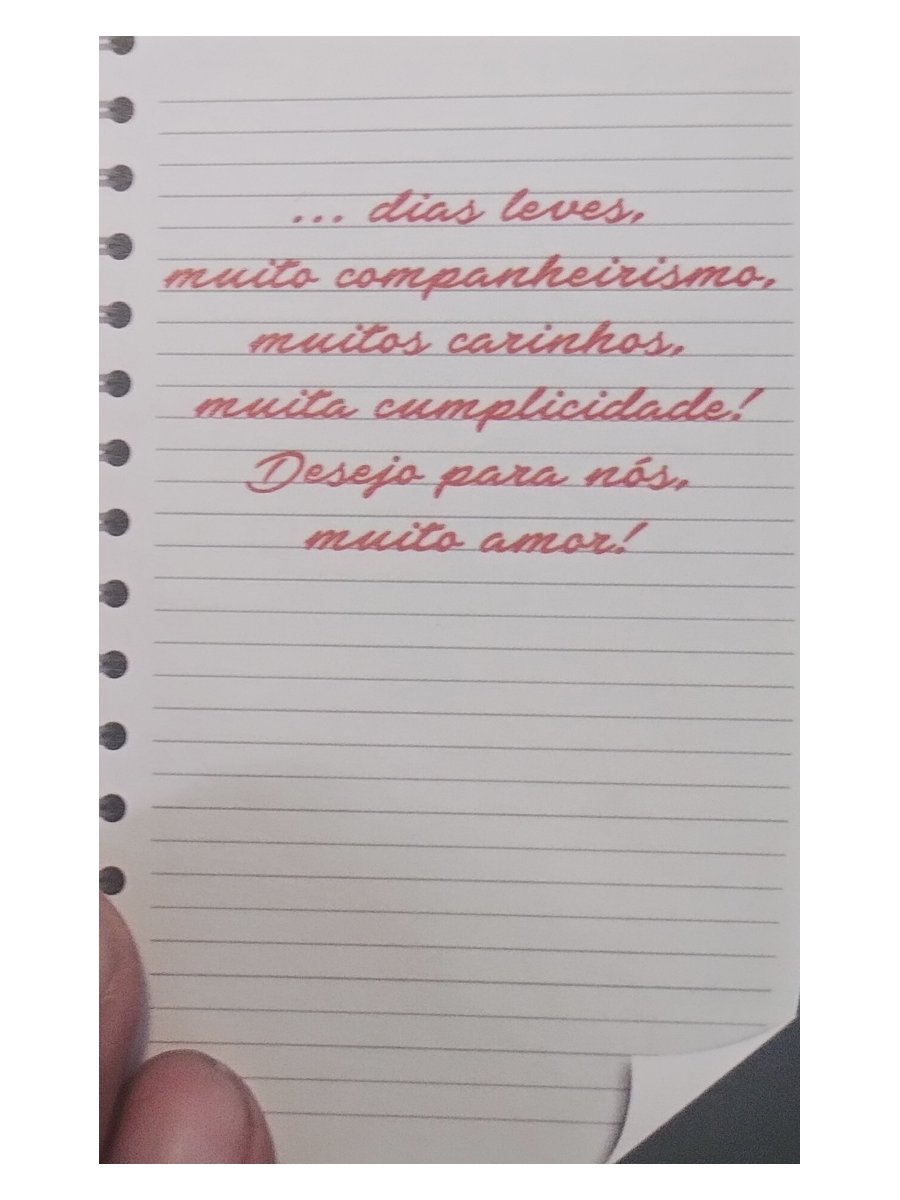 ... dias leves,
muito companheirismo,
muitos carinhos,
muita cumplicidade!
Desejo para nós,
muito amor!